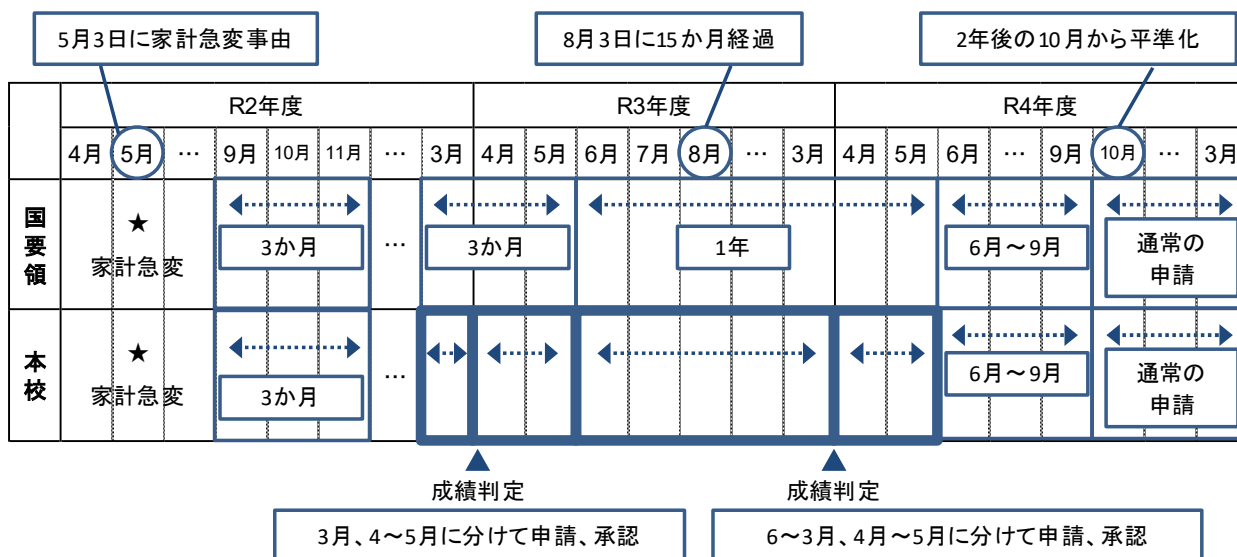 5月3日に家計急変事由
8月3日に15か月経過
2年後の10月から平準化
R2年度 R3年度 R4年度
4月 5月 … 9月 10月 11月 … 3月 4月 5月 6月 7月 8月 … 3月 4月 5月 6月 … 9月 10月 … 3月
国要領
★
家計急変
3か月
…
3か月
1年
6月～9月
通常の
申請
本校
★
家計急変
3か月
…
6月～9月
通常の
申請
成績判定
成績判定
3月、4～5月に分けて申請、承認
6～3月、4月～5月に分けて申請、承認